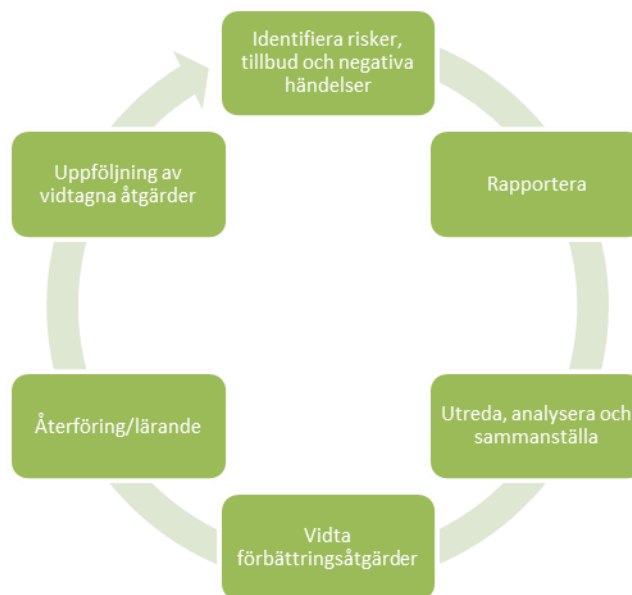 Identifiera risker,
tillbud och negativa
händelser
Rapportera
Utreda, analysera och
sammanställa
Vidta
förbättringsåtgärder
Återföring/lärande
Uppföljning av
vidtagna åtgärder